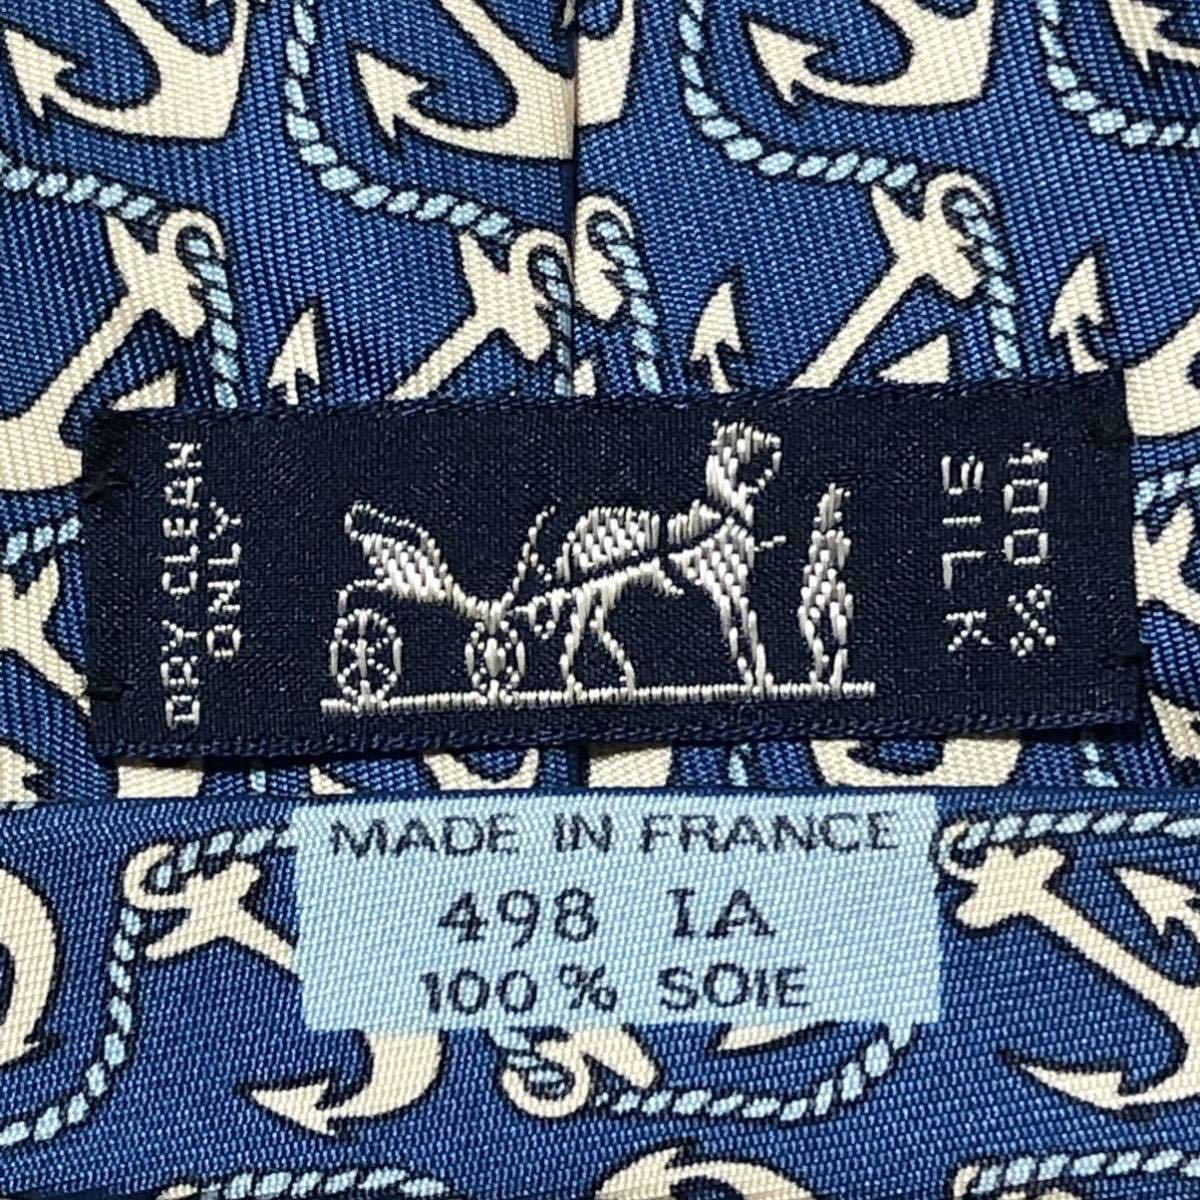 DRY CLEAN
ONLY
100%
SILK
MADE IN FRANCE
498 IA
100% SOIE